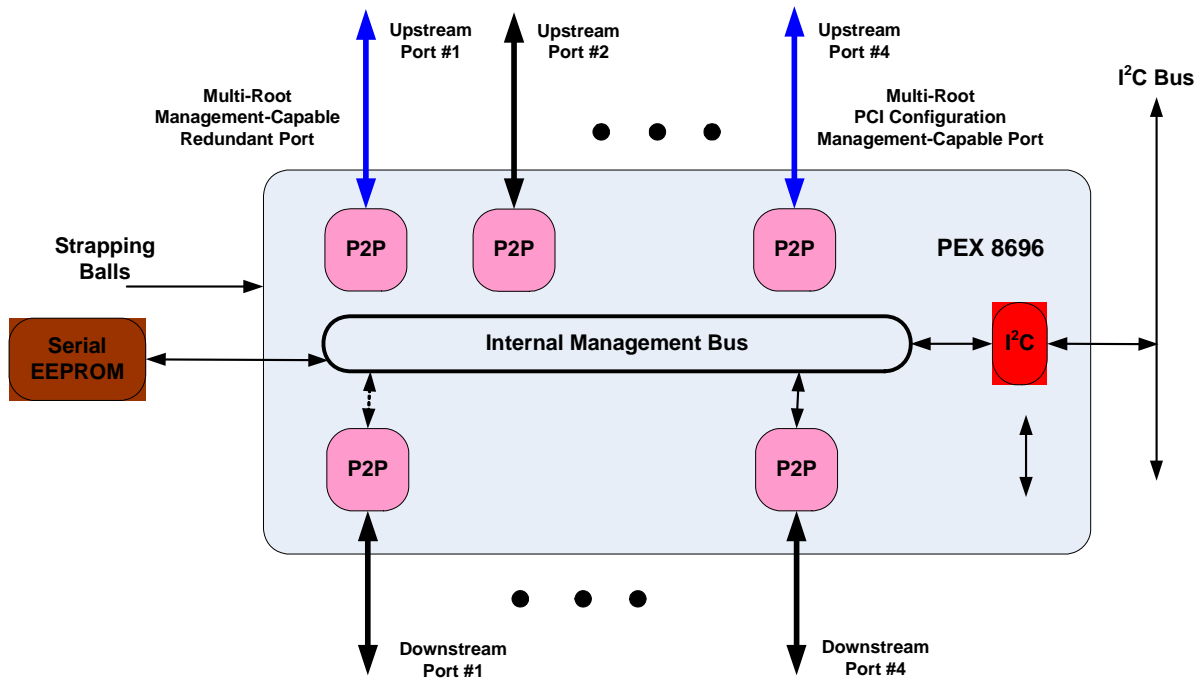 Upstream
Port #1
Upstream
Port #2
Upstream
Port #4
I²C Bus
Multi-Root
Management-Capable
Redundant Port
Multi-Root
PCI Configuration
Management-Capable Port
P2P
P2P
P2P
PEX 8696
Strapping
Balls
Serial
EEPROM
Internal Management Bus
I²C
P2P
P2P
Downstream
Port #1
Downstream
Port #4